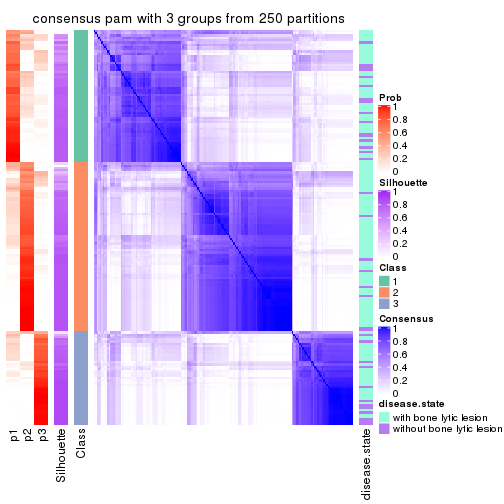 consensus pam with 3 groups from 250 partitions
Prob
1
0.8
0.6
0.4
0.2
0
Silhouette
1
0.8
0.6
0.4
0.2
0
Class
1
2
3
Consensus
1
0.8
0.6
0.4
0.2
0
disease.state
with bone lytic lesion
without bone lytic lesion
p1
p2
p3
Silhouette
Class
disease.state